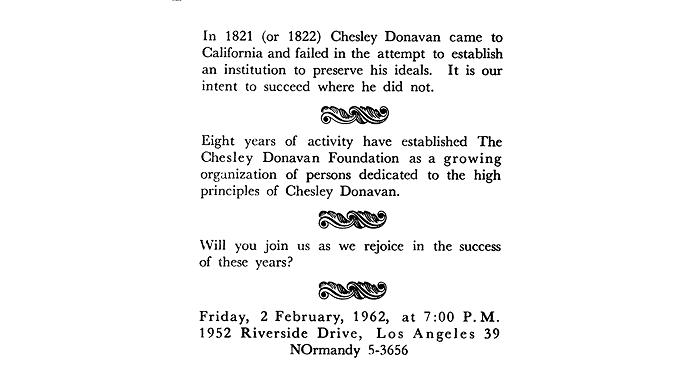 In 1821 (or 1822) Chesley Donavan came to
California and failed in the attempt to establish
an institution to preserve his ideals. It is our
intent to succeed where he did not.
Eight years of activity have established The
Chesley Donavan Foundation as a growing
organization of persons dedicated to the high
principles of Chesley Donavan.
Will you join us as we rejoice in the success
of these years?
Friday, 2 February, 1962, at 7:00 P.M.
1952 Riverside Drive, Los Angeles 39
NOrmandy 5-3656